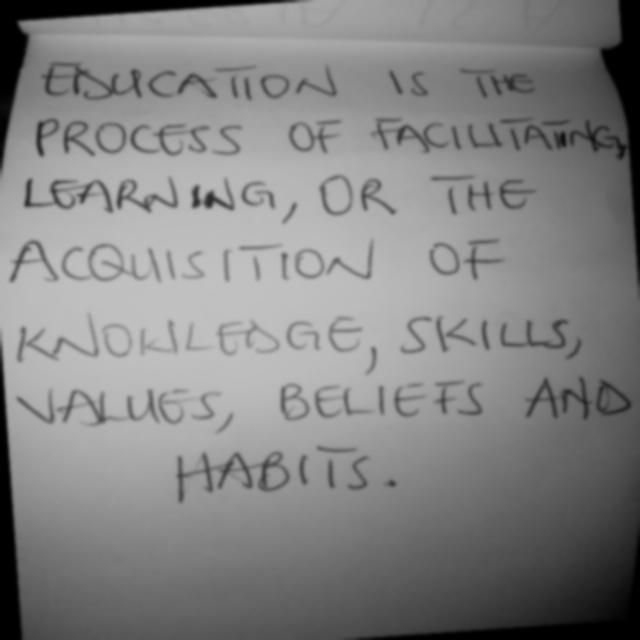 EDUCATION IS THE
PROCESS OF FACILITATING,
LEARNING, OR THE
ACQUISITION OF
KNOWLEDGE, SKILLS,
VALUES, BELIEFS AND
HABITS.